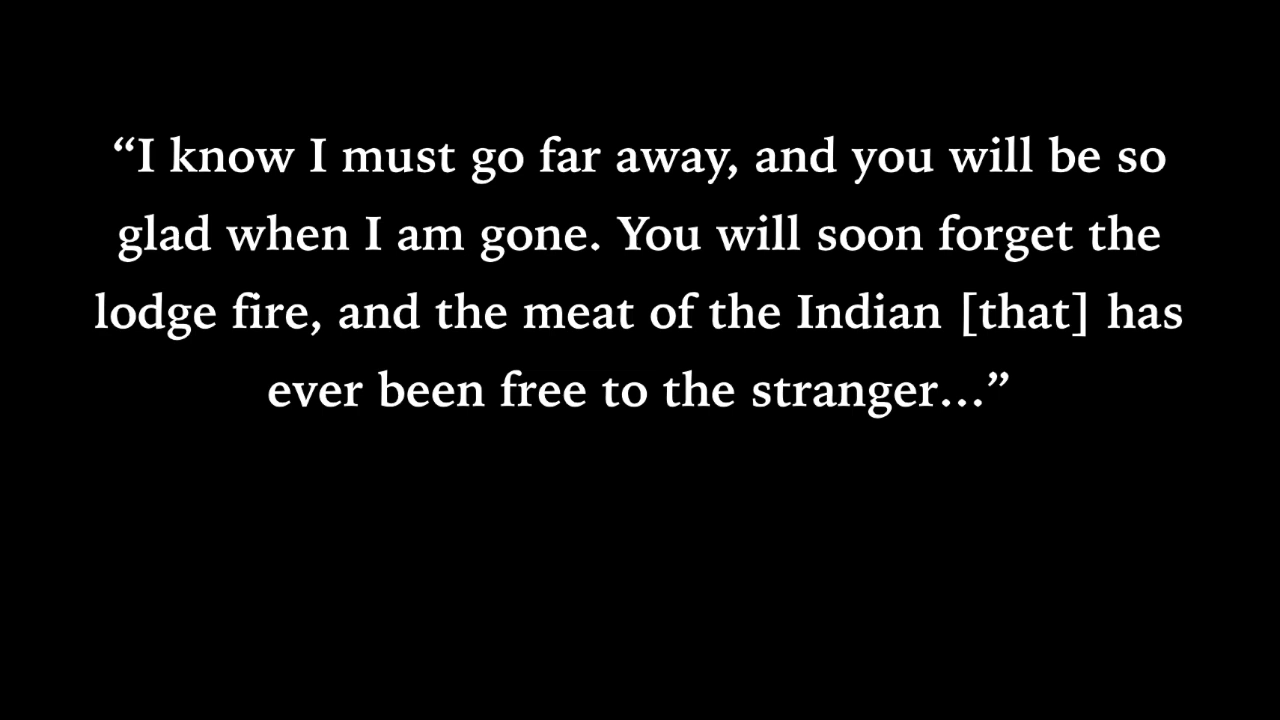 “I know I must go far away, and you will be so
glad when I am gone. You will soon forget the
lodge fire, and the meat of the Indian [that] has
ever been free to the stranger…”